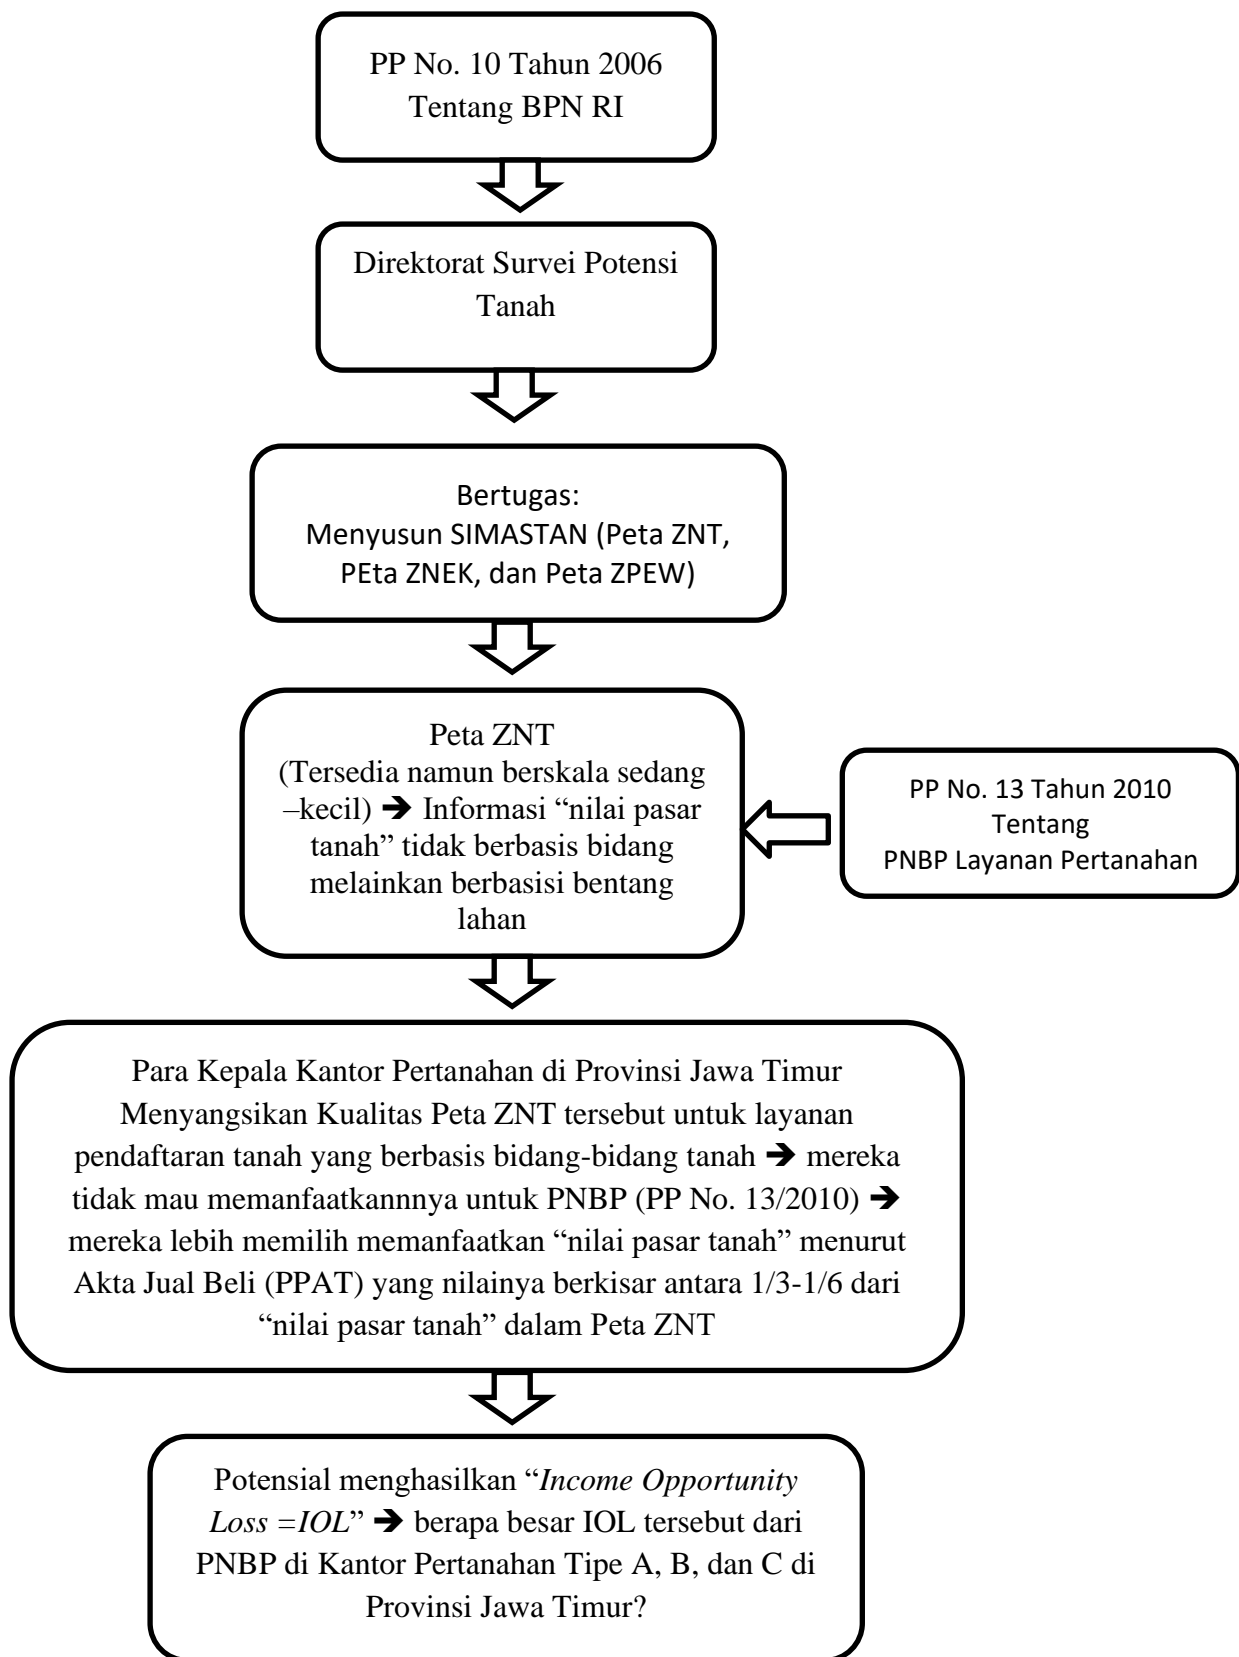 PP No. 10 Tahun 2006
Tentang BPN RI
Direktorat Survei Potensi
Tanah
Bertugas:
Menyusun SIMASTAN (Peta ZNT,
PEta ZNEK, dan Peta ZPEW)
Peta ZNT
(Tersedia namun berskala sedang
–kecil) ➔ Informasi “nilai pasar
tanah” tidak berbasis bidang
melainkan berbasisi bentang
lahan
PP No. 13 Tahun 2010
Tentang
PNBP Layanan Pertanahan
Para Kepala Kantor Pertanahan di Provinsi Jawa Timur
Menyangsikan Kualitas Peta ZNT tersebut untuk layanan
pendaftaran tanah yang berbasis bidang-bidang tanah ➔ mereka
tidak mau memanfaatkannnya untuk PNBP (PP No. 13/2010) ➔
mereka lebih memilih memanfaatkan “nilai pasar tanah” menurut
Akta Jual Beli (PPAT) yang nilainya berkisar antara 1/3-1/6 dari
“nilai pasar tanah” dalam Peta ZNT
Potensial menghasilkan “Income Opportunity
Loss =IOL” ➔ berapa besar IOL tersebut dari
PNBP di Kantor Pertanahan Tipe A, B, dan C di
Provinsi Jawa Timur?